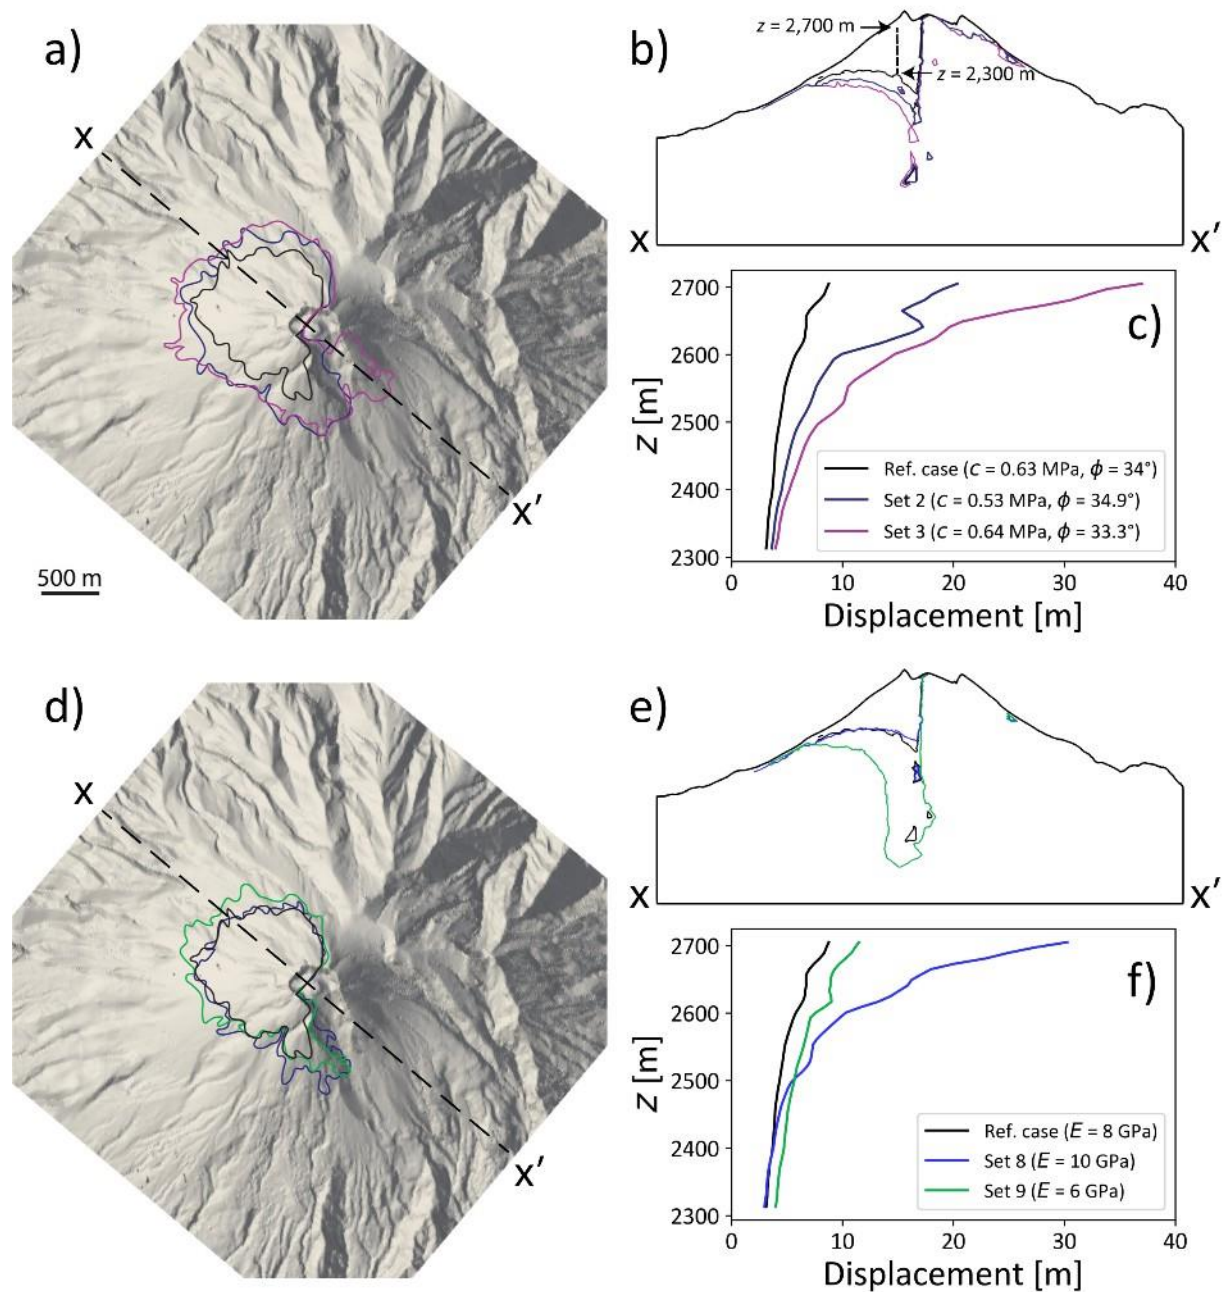 a)
X
X′
500 m
b)
z = 2,700 m
z = 2,300 m
X
X′
2700
2600
2500
2400
2300
z [m]
c)
Ref. case (c = 0.63 MPa, ϕ = 34°)
Set 2 (c = 0.53 MPa, ϕ = 34.9°)
Set 3 (c = 0.64 MPa, ϕ = 33.3°)
0 10 20 30 40
Displacement [m]
d)
X
X′
e)
X
X′
2700
2600
2500
2400
2300
z [m]
f)
Ref. case (E = 8 GPa)
Set 8 (E = 10 GPa)
Set 9 (E = 6 GPa)
0 10 20 30 40
Displacement [m]